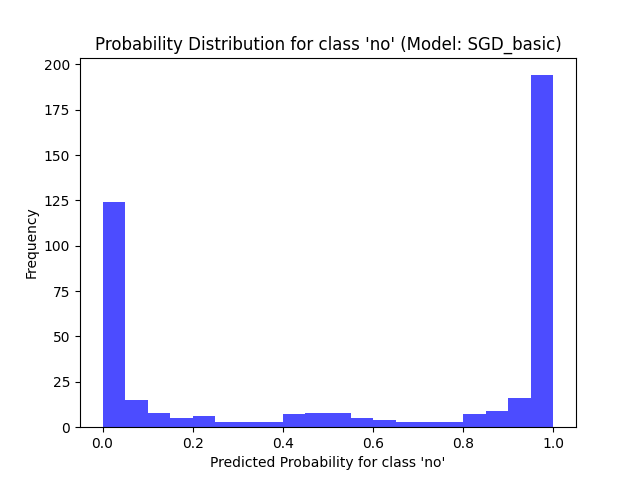 Probability Distribution for class 'no' (Model: SGD_basic)
200
175
150
125
100
75
50
25
0
Frequency
0.0 0.2 0.4 0.6 0.8 1.0
Predicted Probability for class 'no'